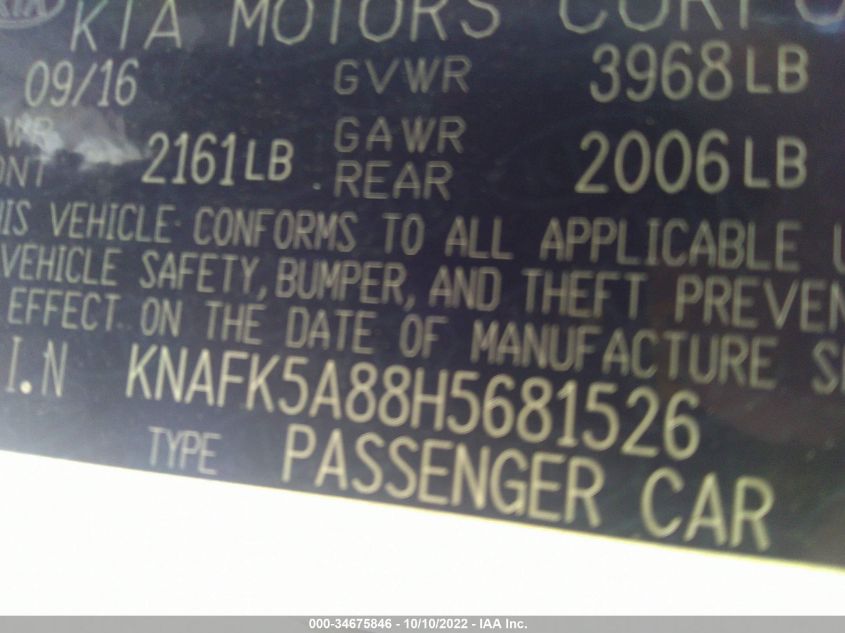 KIA MOTORS CORPO
09/16 GVWR 3968LB
2161LB GAWR REAR 2006LB
HIS VEHICLE CONFORMS TO ALL APPLICABLE U
VEHICLE SAFETY, BUMPER, AND THEFT PREVEN
EFFECT ON THE DATE OF MANUFACTURE S
I.N KNAFK5A88H5681526
TYPE PASSENGER CAR
000-34675846 - 10/10/2022 - IAA Inc.